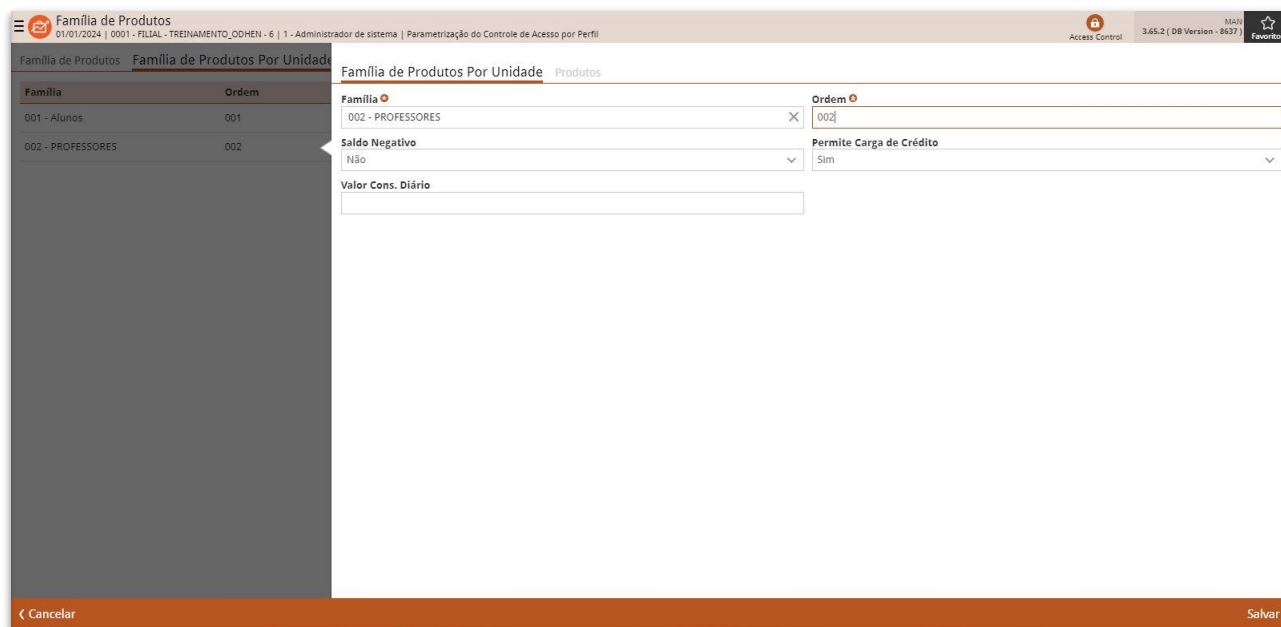 Família de Produtos
01/01/2024 | 0001 - FILIAL - TREINAMENTO_ODHEN - 6 | 1 - Administrador de sistema | Parametrização do Controle de Acesso por Perfil
Access Control
MAN
3.65.2 ( DB Version - 8637 )
Favorito
Família de Produtos Família de Produtos Por Unidade
Família Ordem
001 - Alunos 001
002 - PROFESSORES 002
Família de Produtos Por Unidade Produtos
Família Ordem
002 - PROFESSORES 002
Saldo Negativo Permite Carga de Crédito
Não Sim
Valor Cons. Diário
Cancelar Salvar